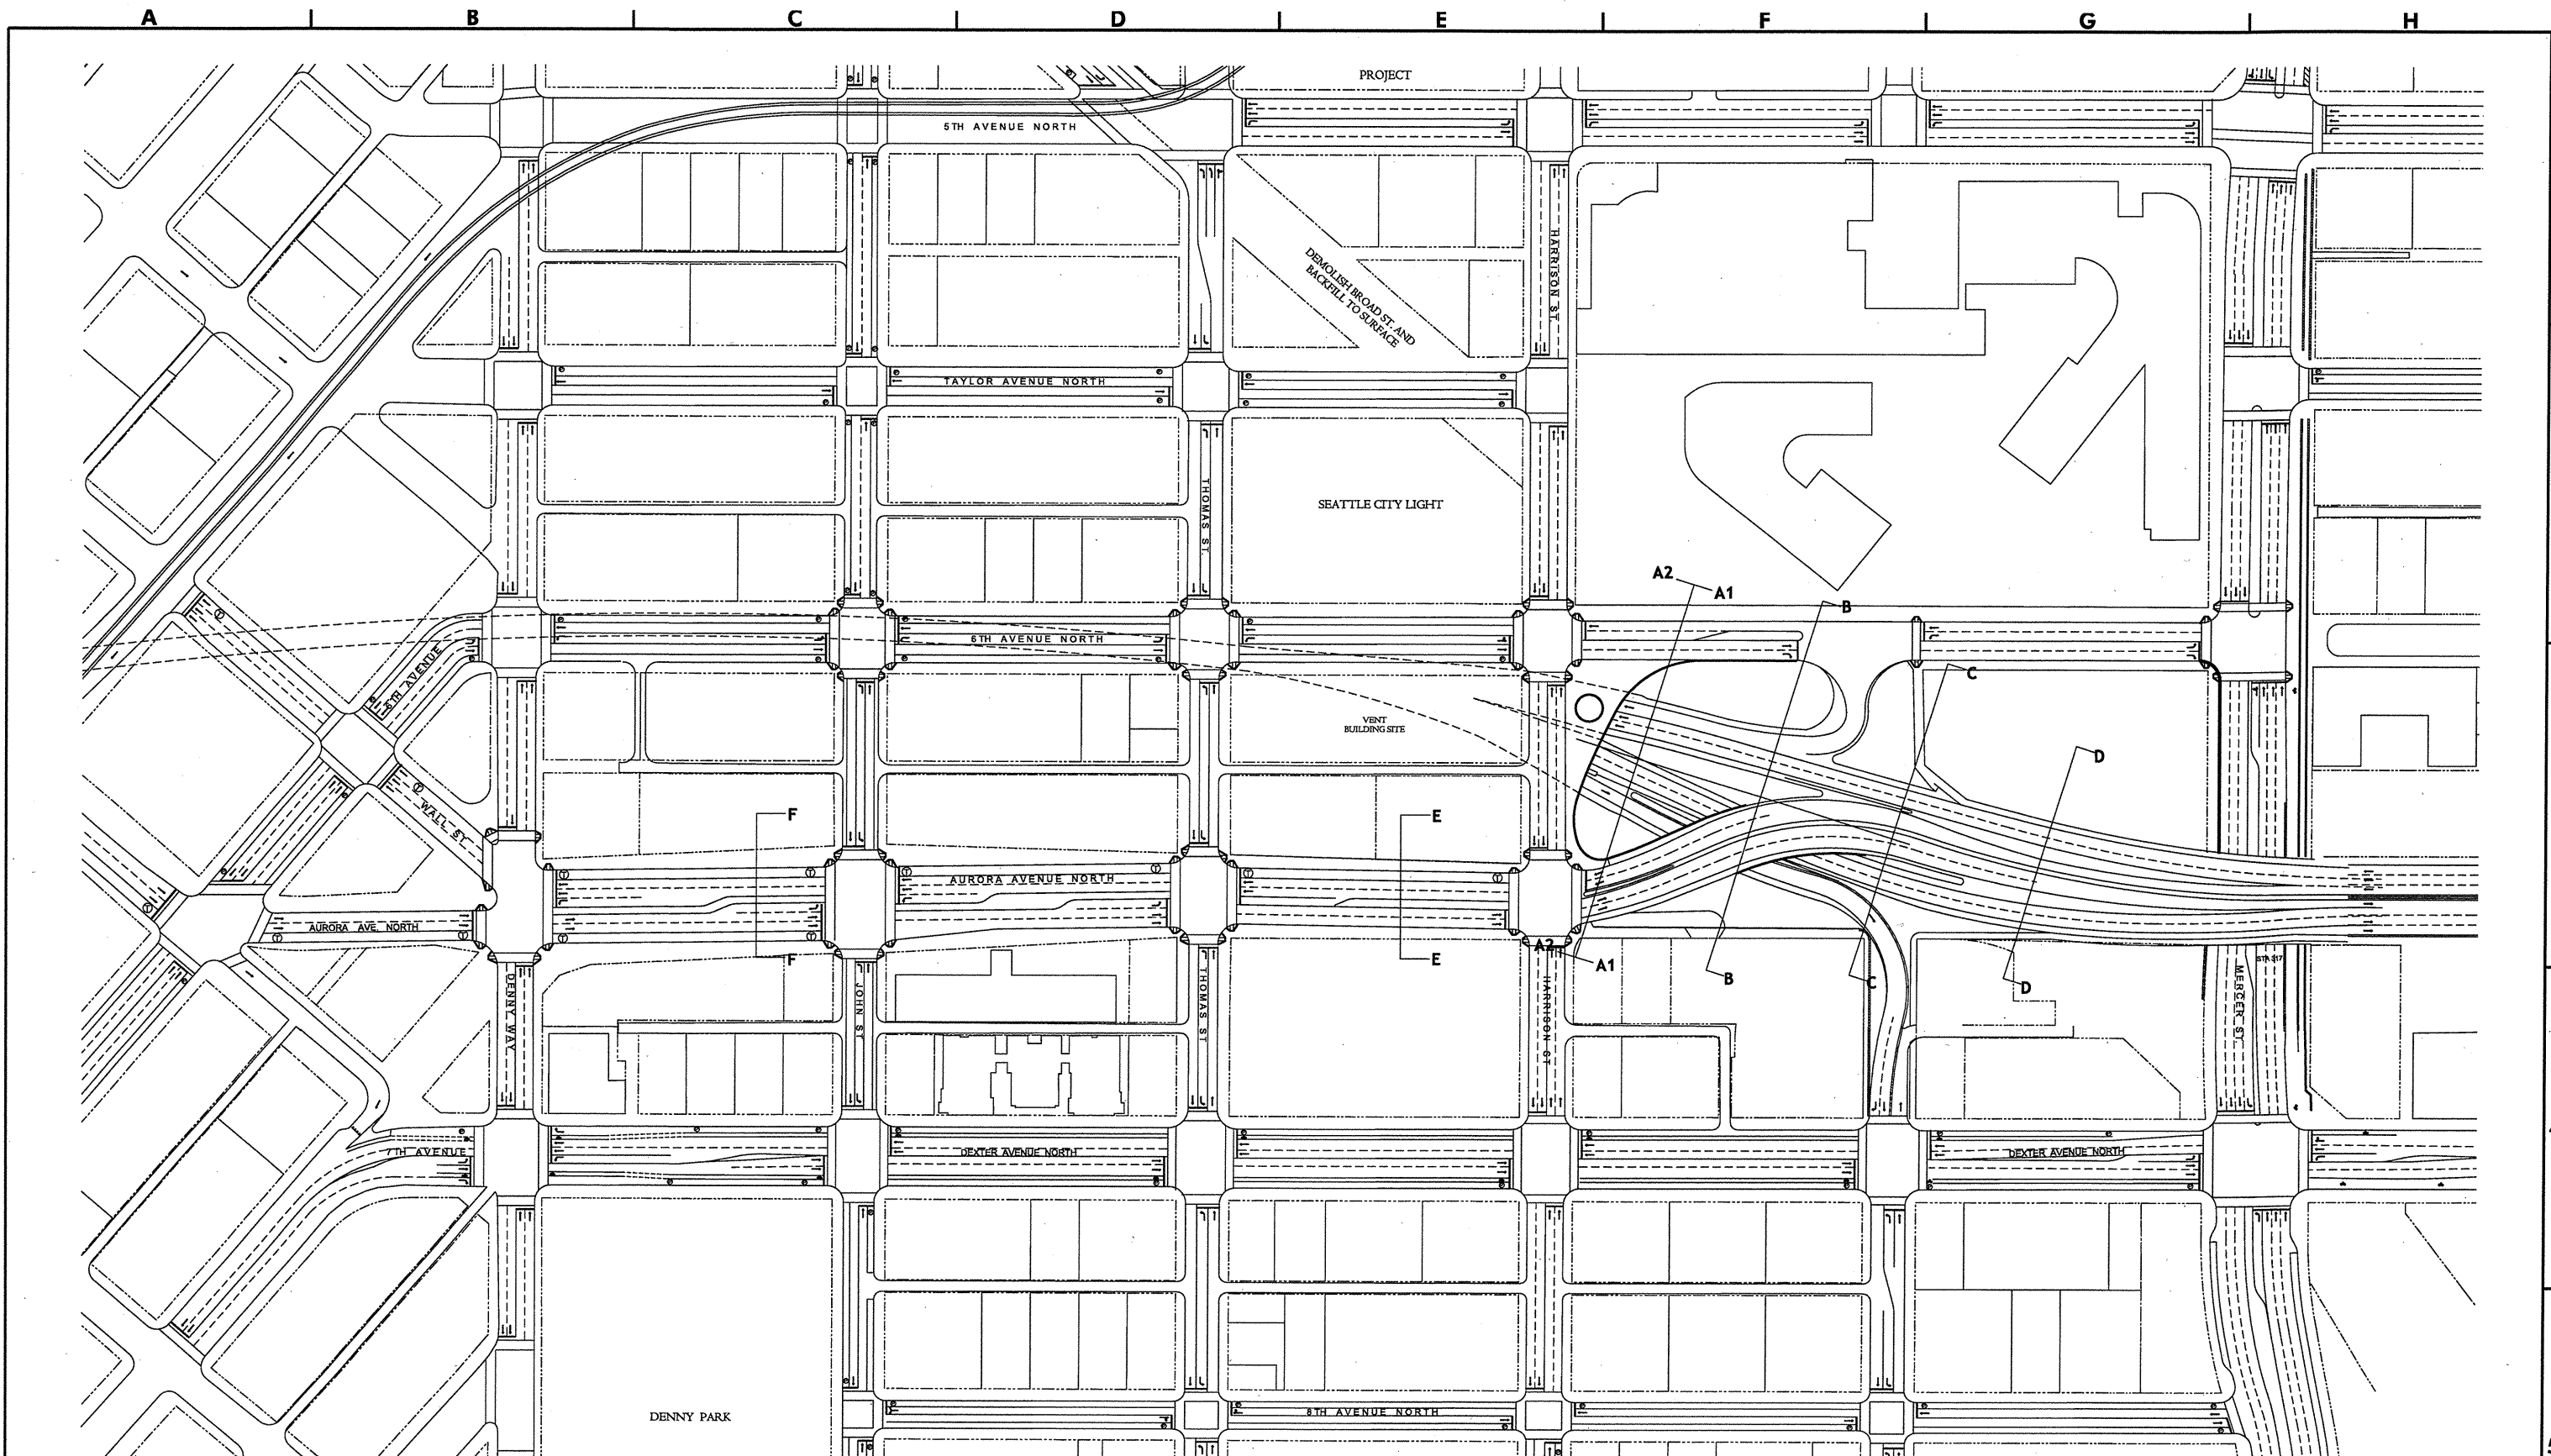 A B C D E F G H
PROJECT
5TH AVENUE NORTH
HARRISON ST.
DEMOLISH BROAD ST. AND
BACKFILL TO SURFACE
TAYLOR AVENUE NORTH
THOMAS ST.
SEATTLE CITY LIGHT
A2
A1
B
6TH AVENUE NORTH
6TH AVENUE
C
VENT
BUILDING SITE
D
WALL ST.
F
E
AURORA AVENUE NORTH
AURORA AVE. NORTH
F
E
A2
A1
B
C
D
STA 317
DENNY WAY
JOHN ST
THOMAS ST
HARRISON ST
MERCER ST.
7TH AVENUE
DEXTER AVENUE NORTH
DEXTER AVENUE NORTH
DENNY PARK
8TH AVENUE NORTH